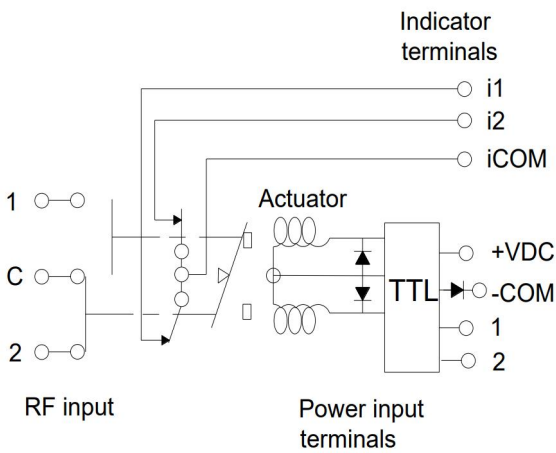 Indicator
terminals
i1
i2
iCOM
1
Actuator
+VDC
C
TTL
-COM
1
2
2
RF input
Power input
terminals